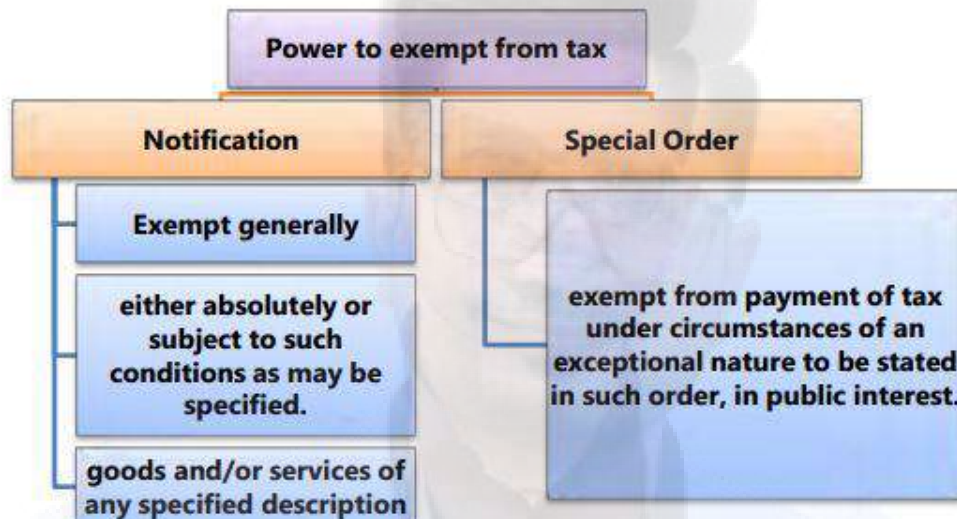 Power to exempt from tax
Notification
Exempt generally
either absolutely or
subject to such
conditions as may be
specified.
goods and/or services of
any specified description
Special Order
exempt from payment of tax
under circumstances of an
exceptional nature to be stated
in such order, in public interest.